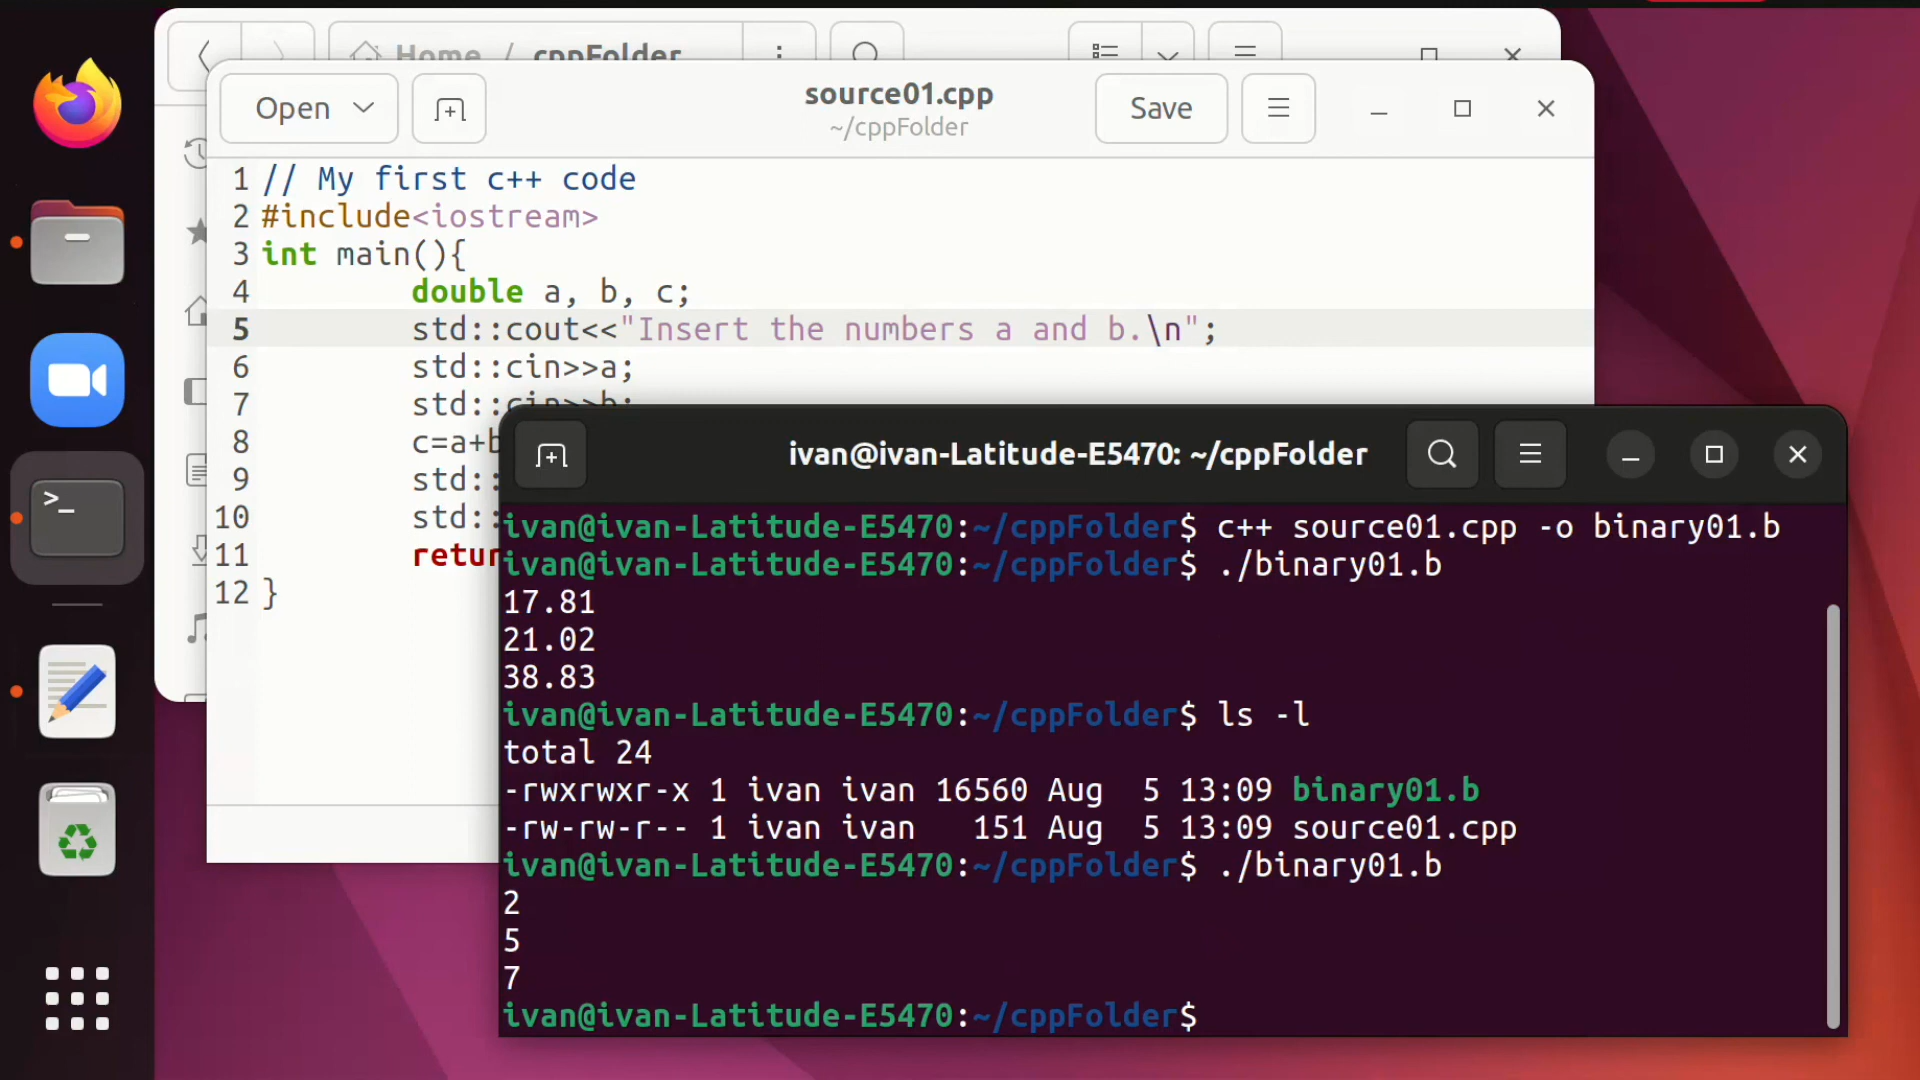 Home / cppFolder
Open
source01.cpp
~/cppFolder
Save
1 // My first c++ code
2 #include<iostream>
3 int main(){
4 double a, b, c;
5 std::cout<<"Insert the numbers a and b.\n";
6 std::cin>>a;
7 std::cin>>b;
8 c=a+b
9 std::
10 std::
11 retur
12 }
ivan@ivan-Latitude-E5470: ~/cppFolder
ivan@ivan-Latitude-E5470:~/cppFolder$ c++ source01.cpp -o binary01.b
ivan@ivan-Latitude-E5470:~/cppFolder$ ./binary01.b
17.81
21.02
38.83
ivan@ivan-Latitude-E5470:~/cppFolder$ ls -l
total 24
-rwxrwxr-x 1 ivan ivan 16560 Aug  5 13:09 binary01.b
-rw-rw-r-- 1 ivan ivan   151 Aug  5 13:09 source01.cpp
ivan@ivan-Latitude-E5470:~/cppFolder$ ./binary01.b
2
5
7
ivan@ivan-Latitude-E5470:~/cppFolder$